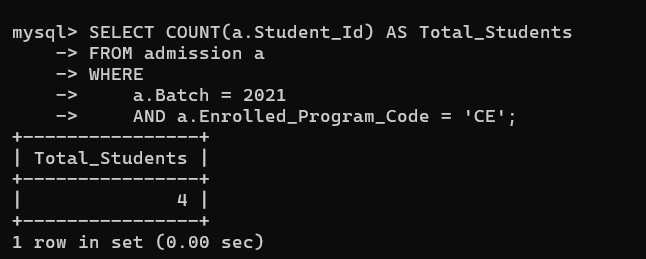 mysql> SELECT COUNT(a.Student_Id) AS Total_Students
    -> FROM admission a
    -> WHERE
    ->     a.Batch = 2021
    ->     AND a.Enrolled_Program_Code = 'CE';
+----------------+
| Total_Students |
+----------------+
|              4 |
+----------------+
1 row in set (0.00 sec)